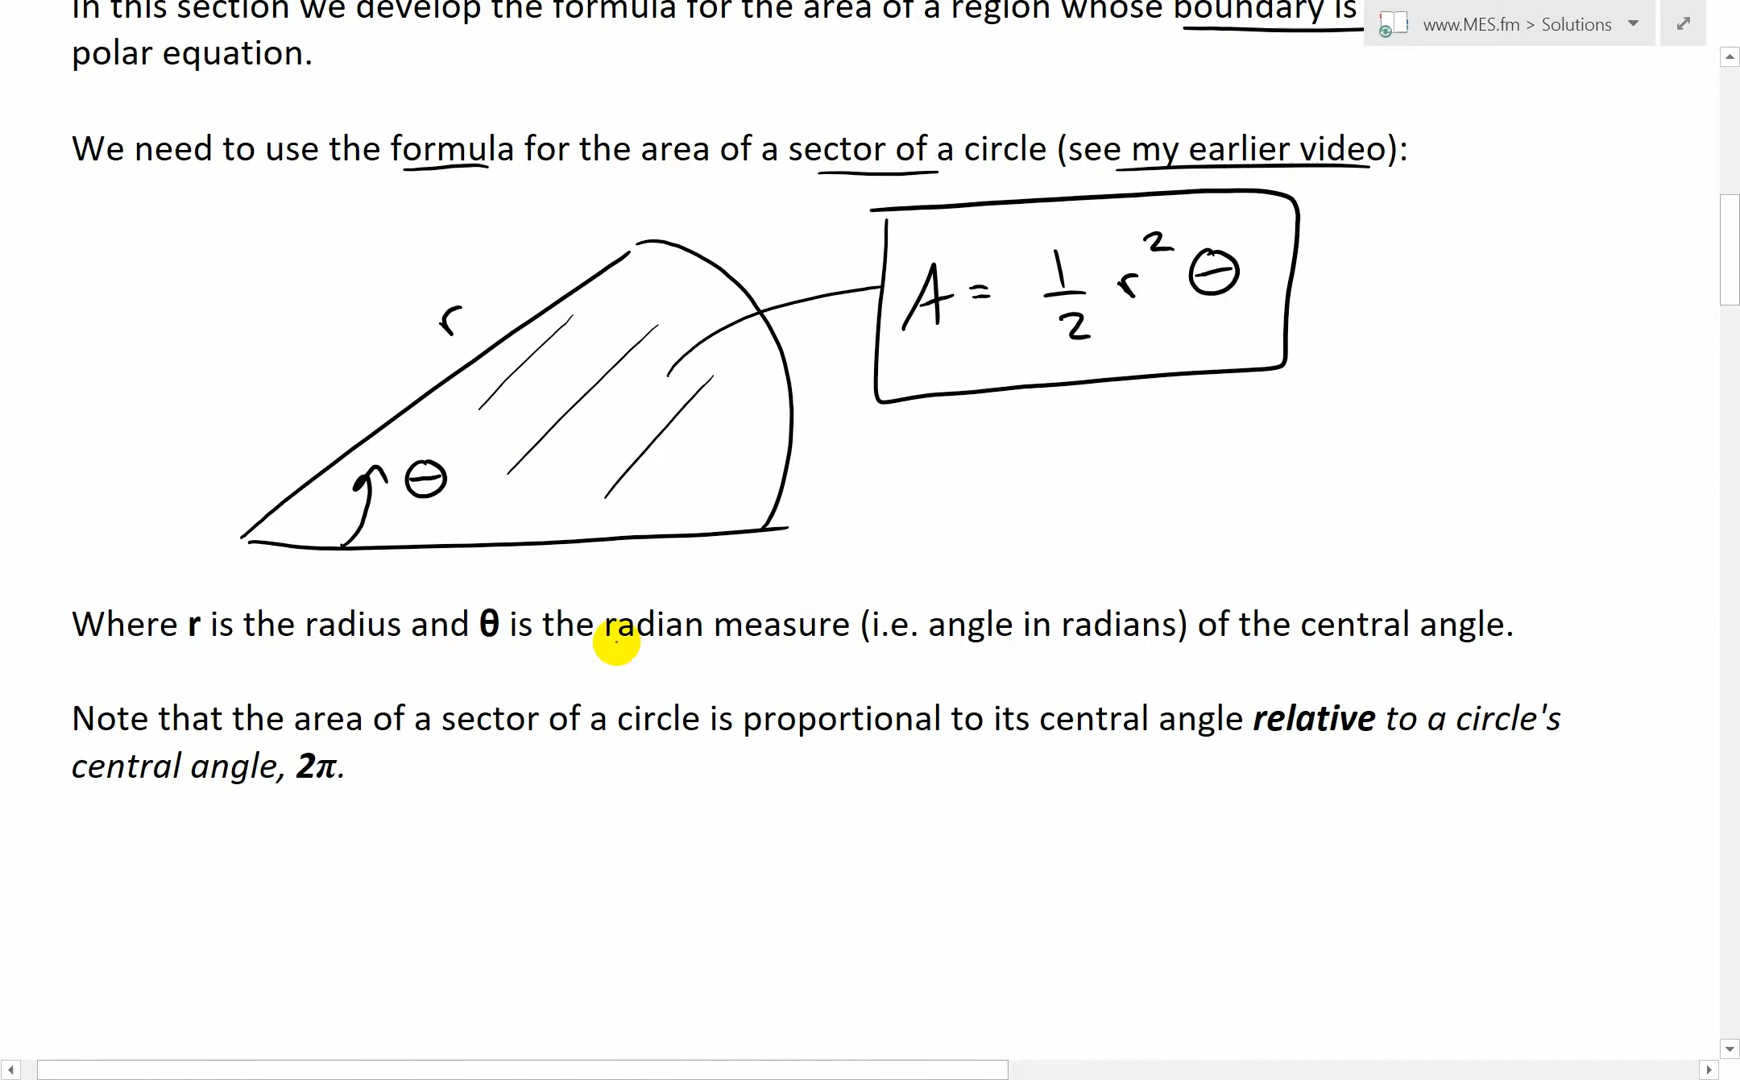 In this section we develop the formula for the area of a region whose boundary is
www.MES.fm > Solutions
polar equation.
We need to use the formula for the area of a sector of a circle (see my earlier video):
A = 1/2 r² θ
r
θ
Where r is the radius and θ is the radian measure (i.e. angle in radians) of the central angle.
Note that the area of a sector of a circle is proportional to its central angle relative to a circle's
central angle, 2π.